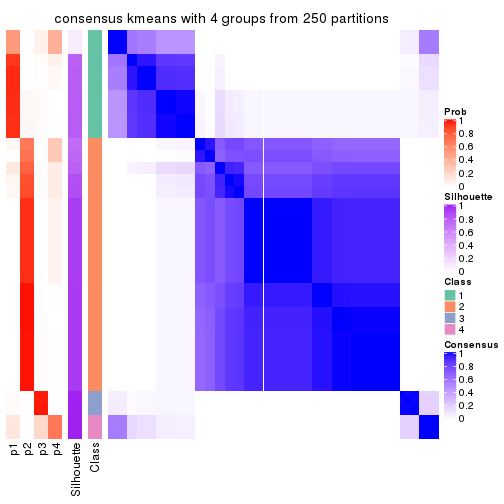 consensus kmeans with 4 groups from 250 partitions
Prob
1
0.8
0.6
0.4
0.2
0
Silhouette
1
0.8
0.6
0.4
0.2
0
Class
1
2
3
4
Consensus
1
0.8
0.6
0.4
0.2
0
p1
p2
p3
p4
Silhouette
Class